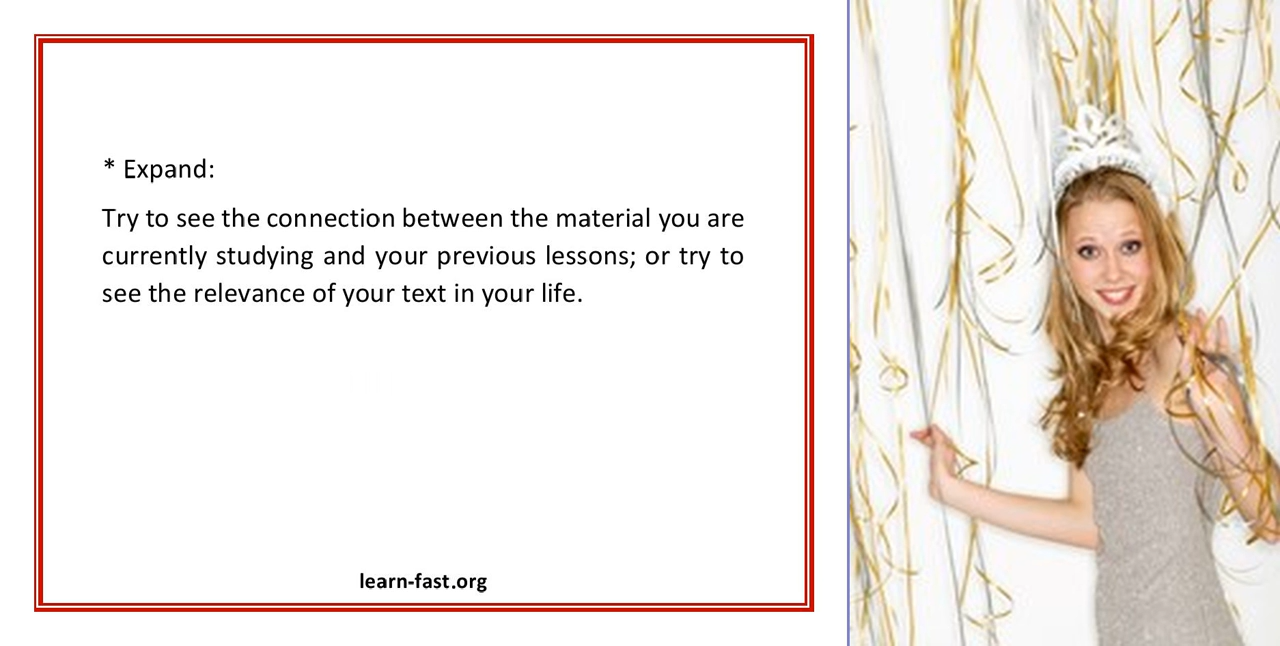 * Expand:
Try to see the connection between the material you are
currently studying and your previous lessons; or try to
see the relevance of your text in your life.
learn-fast.org